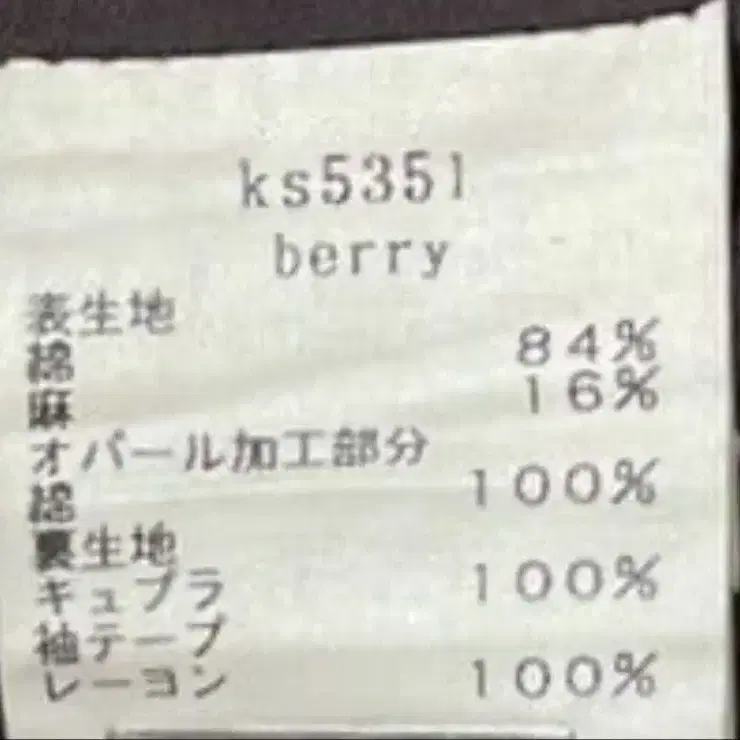 ks5351
berry
表生地
綿 84%
麻 16%
オパール加工部分
綿 100%
裏生地
キュプラ 100%
袖テープ
レーヨン 100%